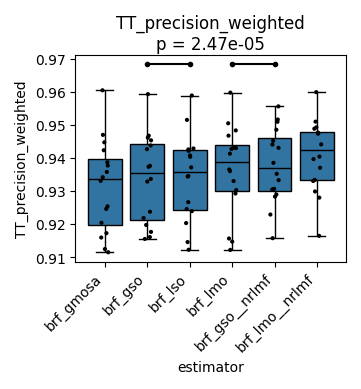 TT_precision_weighted
p = 2.47e-05
TT_precision_weighted
0.97
0.96
0.95
0.94
0.93
0.92
0.91
brf_gmosa
brf_gso
brf_lso
brf_lmo
brf_gso__nrlmf
brf_lmo__nrlmf
estimator